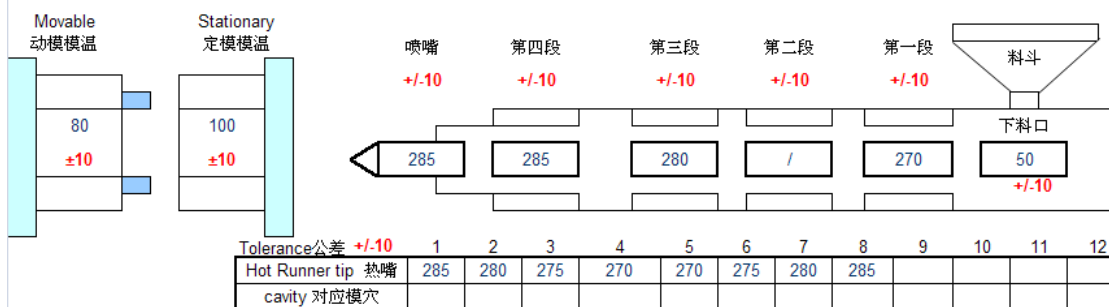 Movable
动模模温
Stationary
定模模温
喷嘴 第四段 第三段 第二段 第一段 料斗
+/-10 +/-10 +/-10 +/-10 +/-10
下料口
80 100
±10 ±10
285 285 280 / 270 50
+/-10
Tolerance公差 +/-10 1 2 3 4 5 6 7 8 9 10 11 12
Hot Runner tip 热嘴 285 280 275 270 270 275 280 285
cavity 对应模穴